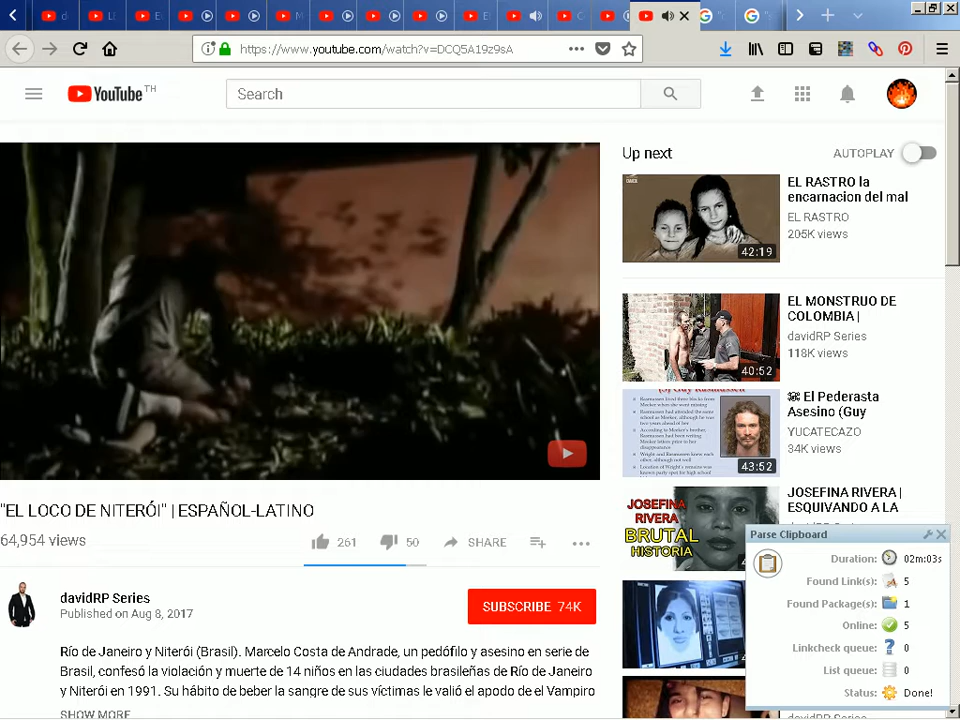 https://www.youtube.com/watch?v=DCQ5A19z9sA
YouTube TH
Search
Up next
AUTOPLAY
EL RASTRO la
encarnacion del mal
EL RASTRO
205K views
42:19
EL MONSTRUO DE
COLOMBIA |
davidRP Series
118K views
40:52
El Pederasta
Asesino (Guy
YUCATECAZO
34K views
43:52
JOSEFINA RIVERA |
ESQUIVANDO A LA
JOSEFINA
RIVERA
BRUTAL
HISTORIA
"EL LOCO DE NITERÓI" | ESPAÑOL-LATINO
64,954 views
261
50
SHARE
davidRP Series
Published on Aug 8, 2017
SUBSCRIBE 74K
Río de Janeiro y Niterói (Brasil). Marcelo Costa de Andrade, un pedófilo y asesino en serie de
Brasil, confesó la violación y muerte de 14 niños en las ciudades brasileñas de Río de Janeiro
y Niterói en 1991. Su hábito de beber la sangre de sus víctimas le valió el apodo de el Vampiro
SHOW MORE
Parse Clipboard
Duration: 02m:03s
Found Link(s): 5
Found Package(s): 1
Online: 5
Linkcheck queue: 0
List queue: 0
Status: Done!